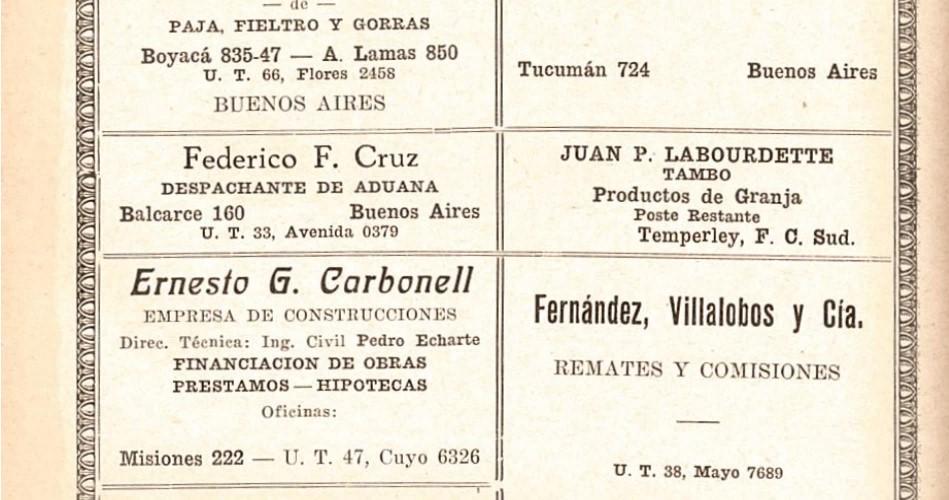 — de —
PAJA, FIELTRO Y GORRAS
Boyacá 835-47 — A. Lamas 850
U. T. 66, Flores 2458
BUENOS AIRES
Tucumán 724 Buenos Aires
Federico F. Cruz
DESPACHANTE DE ADUANA
Balcarce 160 Buenos Aires
U. T. 33, Avenida 0379
JUAN P. LABOURDETTE
TAMBO
Productos de Granja
Poste Restante
Temperley, F. C. Sud.
Ernesto G. Carbonell
EMPRESA DE CONSTRUCCIONES
Direc. Técnica: Ing. Civil Pedro Echarte
FINANCIACION DE OBRAS
PRESTAMOS — HIPOTECAS
Oficinas:
Misiones 222 — U. T. 47, Cuyo 6326
Fernández, Villalobos y Cía.
REMATES Y COMISIONES
U. T. 38, Mayo 7689